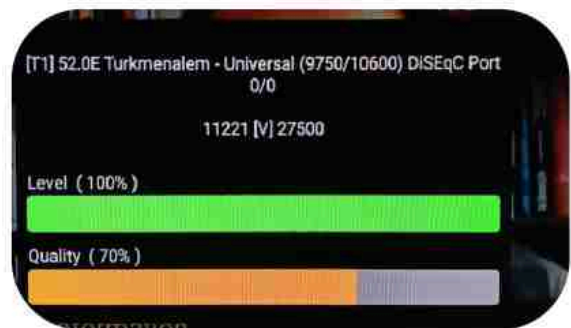 [T1] 52.0E Turkmenalem - Universal (9750/10600) DiSEqC Port
0/0
11221 [V] 27500
Level ( 100% )
Quality ( 70% )